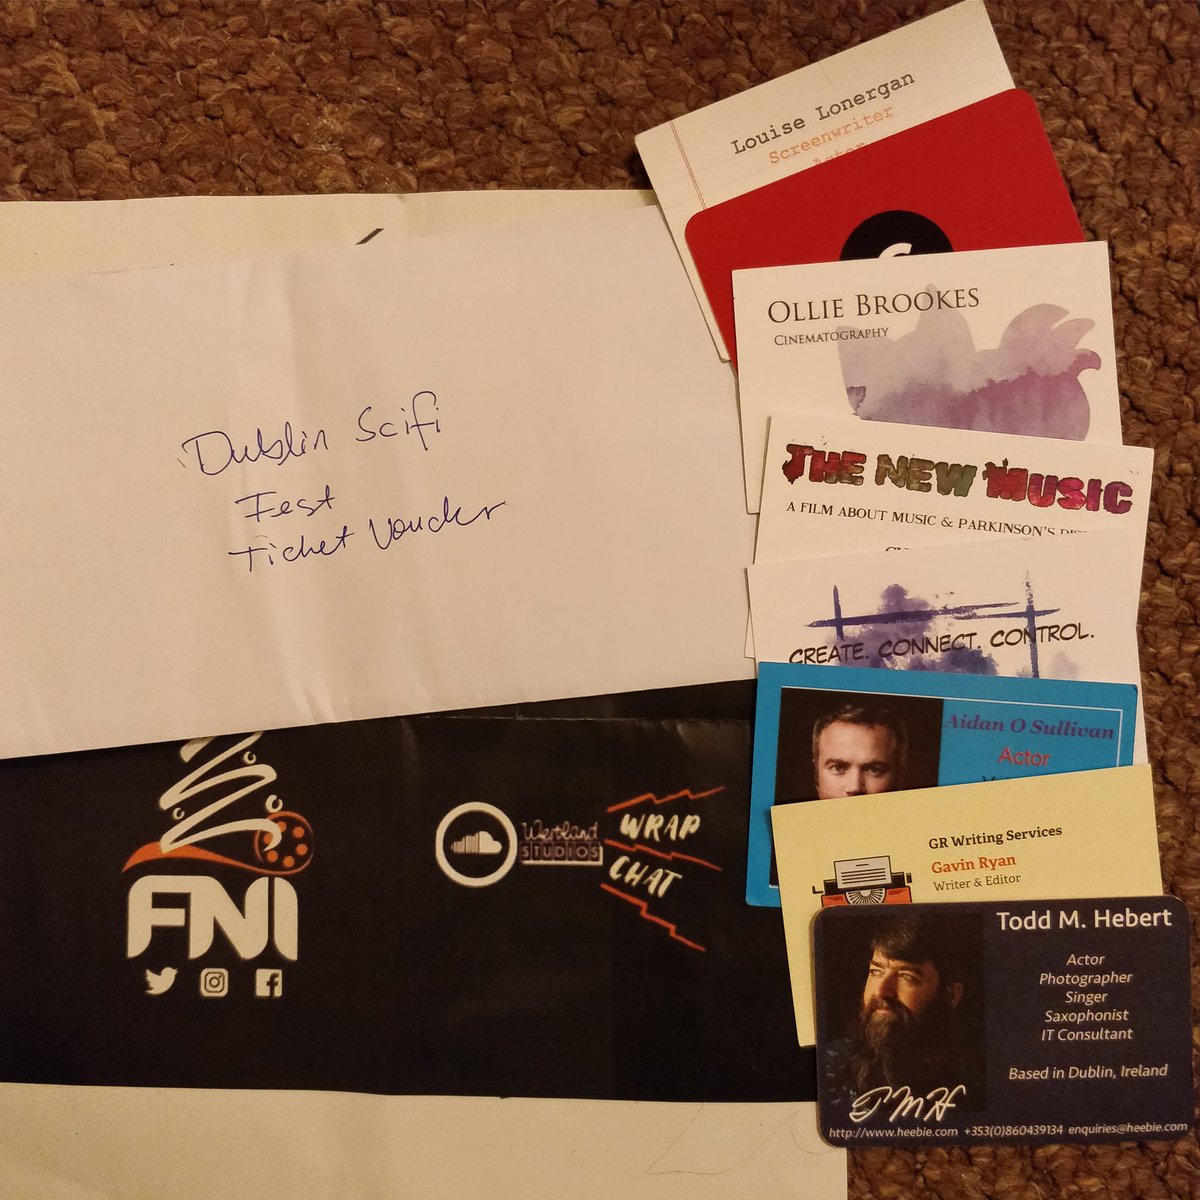 Louise Lonergan
Screenwriter
Actor
OLLIE BROOKES
CINEMATOGRAPHY
THE NEW MUSIC
A FILM ABOUT MUSIC & PARKINSON'S
CREATE. CONNECT. CONTROL.
Aidan O Sullivan
Actor
GR Writing Services
Gavin Ryan
Writer & Editor
Todd M. Hebert
Actor
Photographer
Singer
Saxophonist
IT Consultant
Based in Dublin, Ireland
TMH
http://www.heebie.com +353(0)860439134 enquiries@heebie.com
Dublin Scifi
Fest
Ticket Voucher
FNI
Westland
STUDIOS
WRAP
CHAT